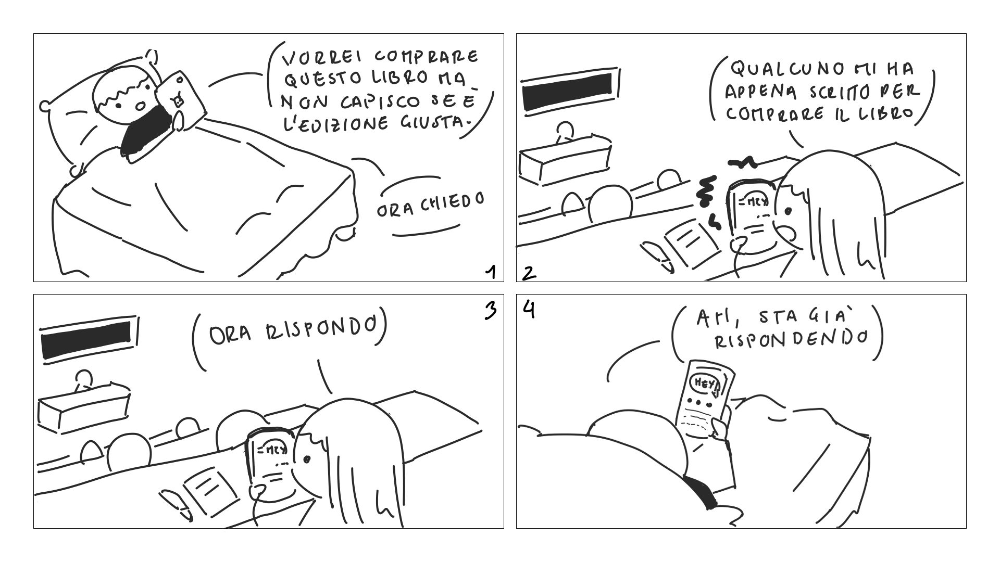 VORREI COMPRARE
QUESTO LIBRO MA
NON CAPISCO SE È
L'EDIZIONE GIUSTA.
ORA CHIEDO
1
QUALCUNO MI HA
APPENA SCRITTO PER
COMPRARE IL LIBRO
HEY
2
3
ORA RISPONDO
HEY
4
AH, STA GIÀ
RISPONDENDO
HEY